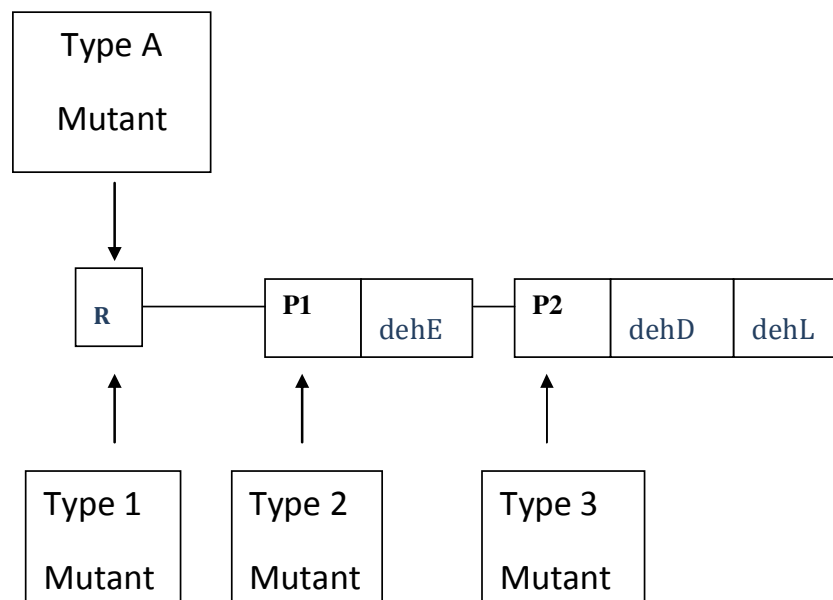 Type A
Mutant
R
P1
dehE
P2
dehD
dehL
Type 1
Mutant
Type 2
Mutant
Type 3
Mutant